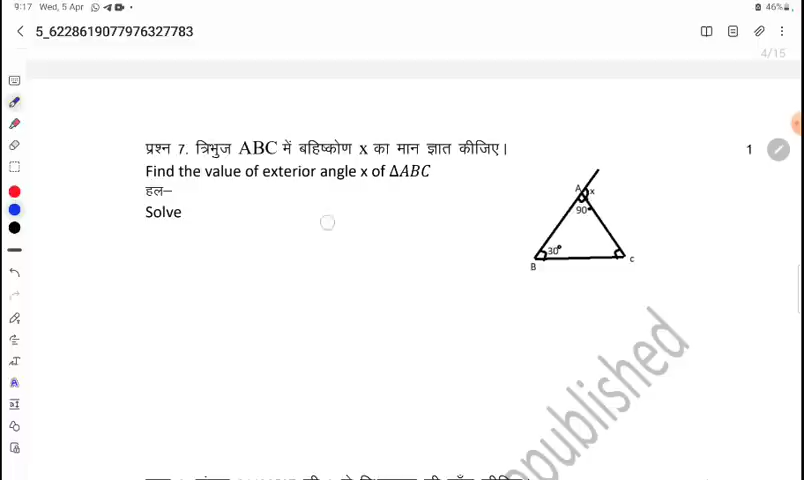 9:17 Wed, 5 Apr
46%
5_6228619077976327783
4/15
प्रश्न 7. त्रिभुज ABC में बहिष्कोण x का मान ज्ञात कीजिए। 1
Find the value of exterior angle x of ΔABC
हल–
Solve
A x
90°
30°
B c
published